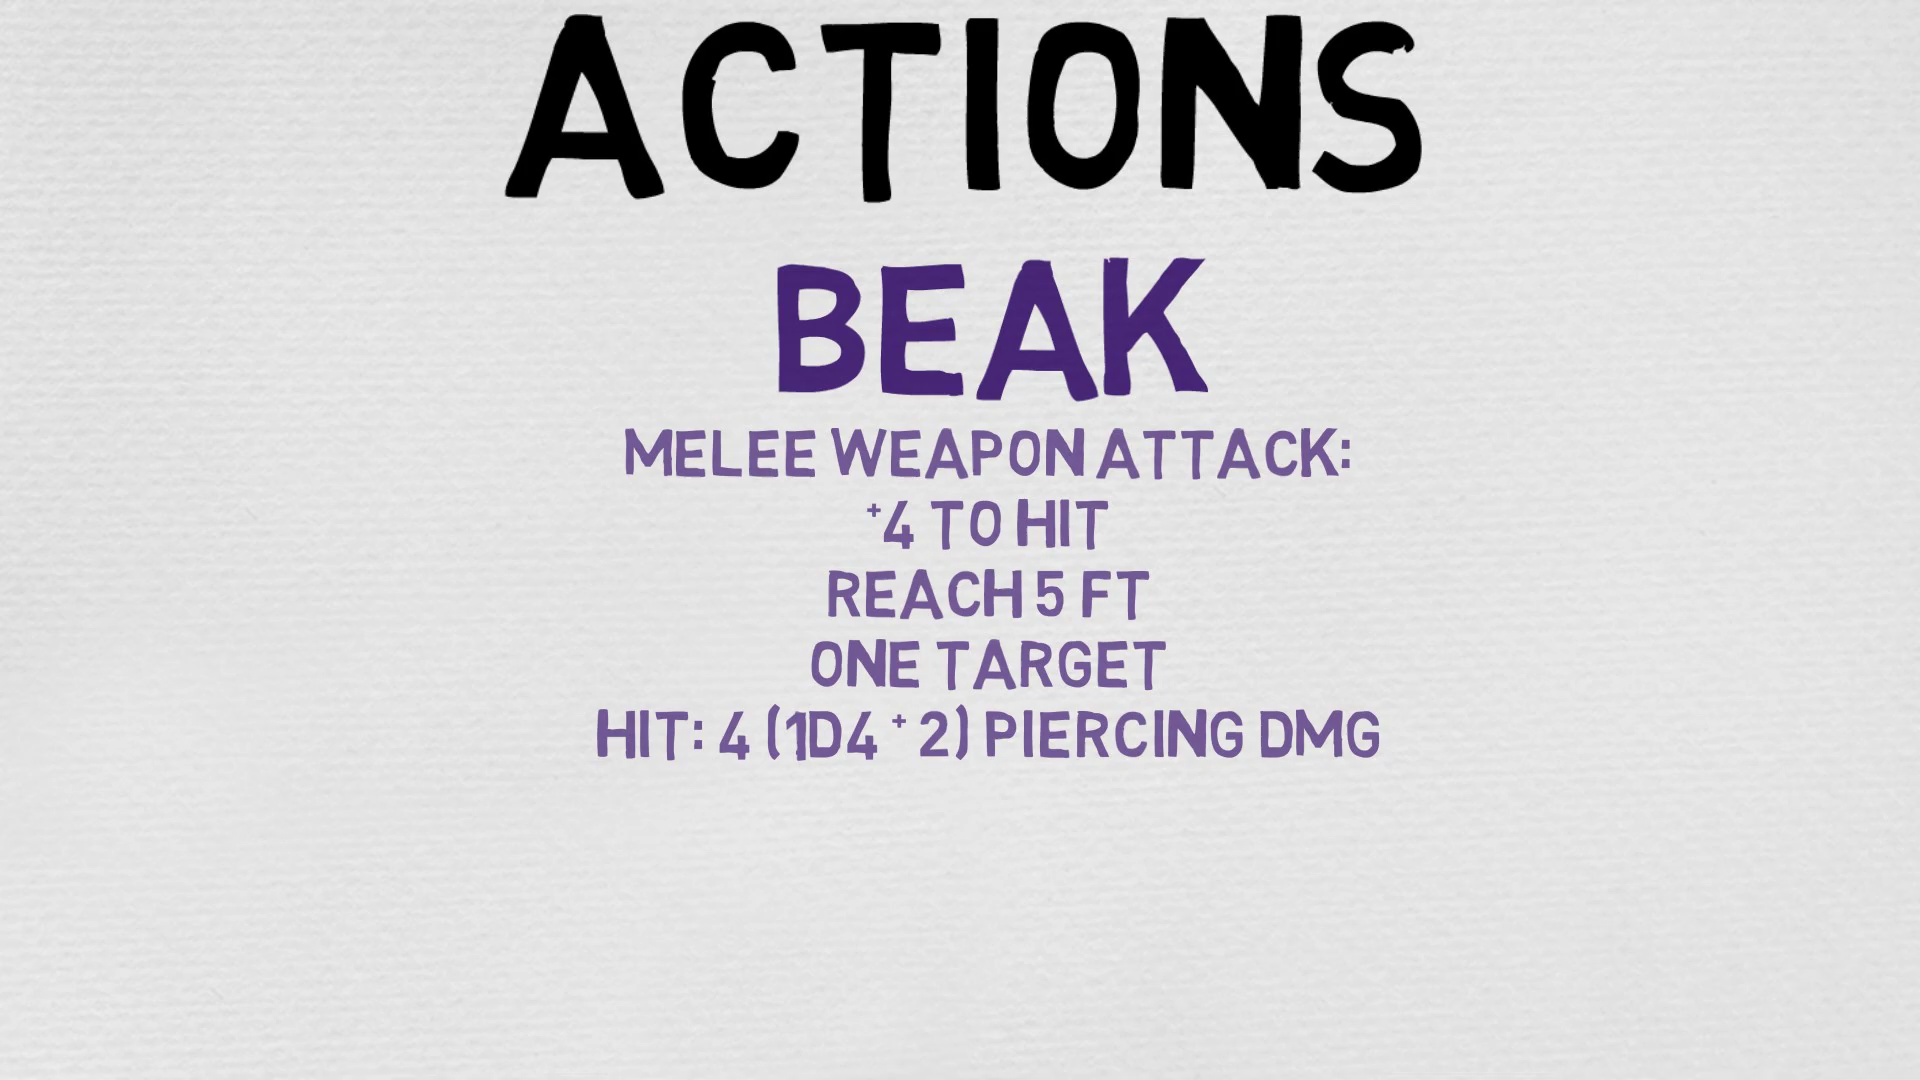 ACTIONS
BEAK
MELEE WEAPON ATTACK:
+4 TO HIT
REACH 5 FT
ONE TARGET
HIT: 4 (1D4 + 2) PIERCING DMG